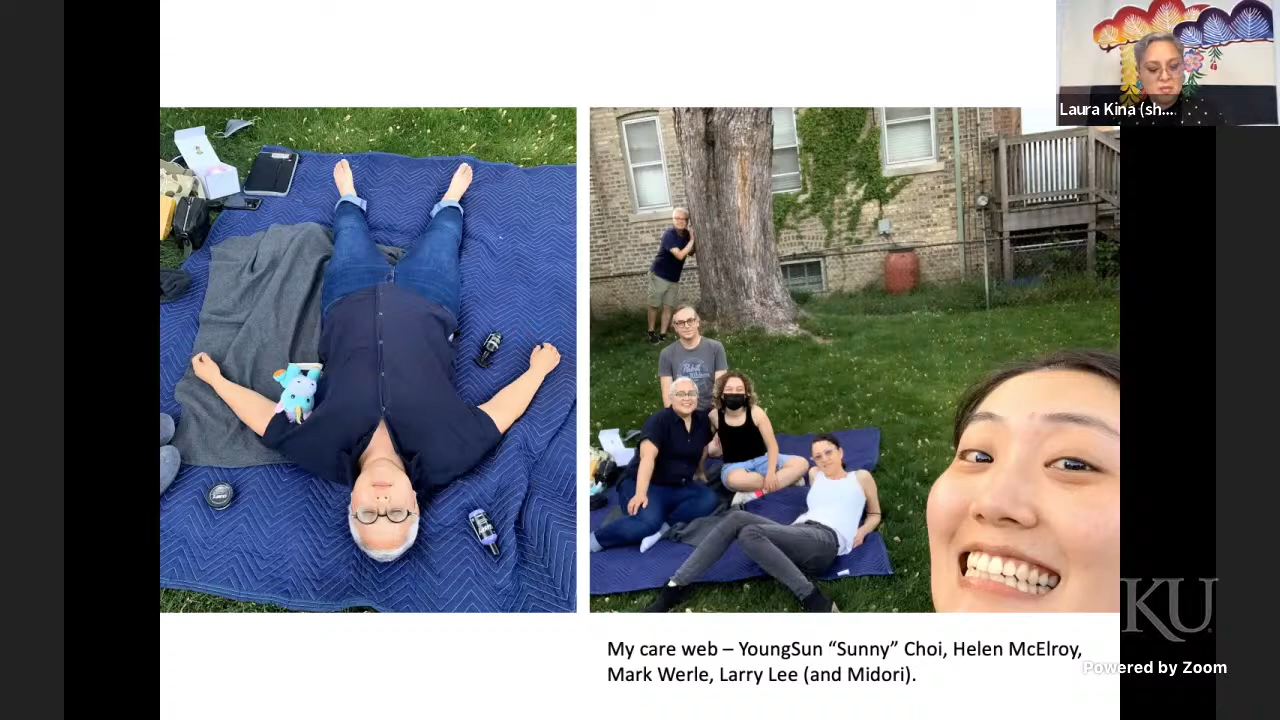 Laura Kina (sh...
My care web – YoungSun “Sunny” Choi, Helen McElroy,
Mark Werle, Larry Lee (and Midori).
KU
Powered by Zoom